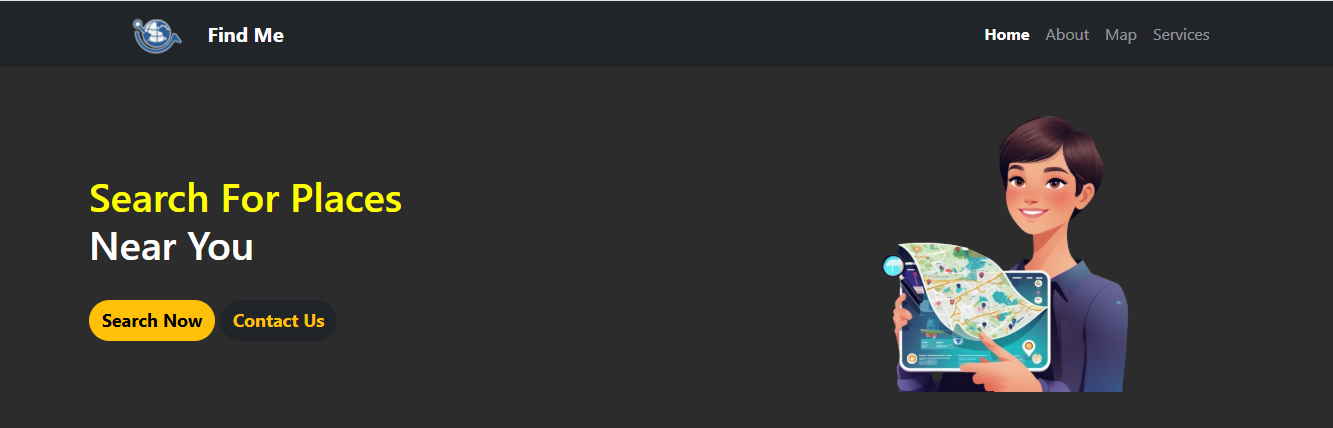 Find Me
Home About Map Services
Search For Places
Near You
Search Now Contact Us